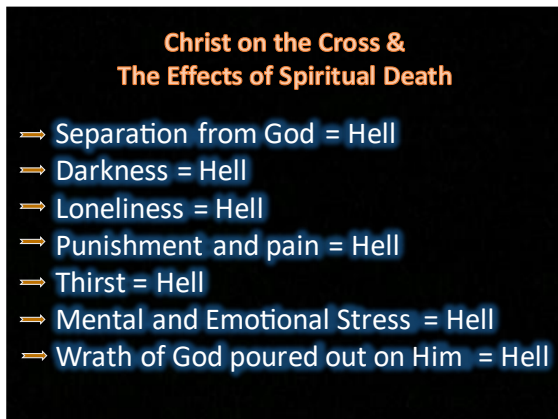 Christ on the Cross &
The Effects of Spiritual Death
Separation from God = Hell
Darkness = Hell
Loneliness = Hell
Punishment and pain = Hell
Thirst = Hell
Mental and Emotional Stress = Hell
Wrath of God poured out on Him = Hell